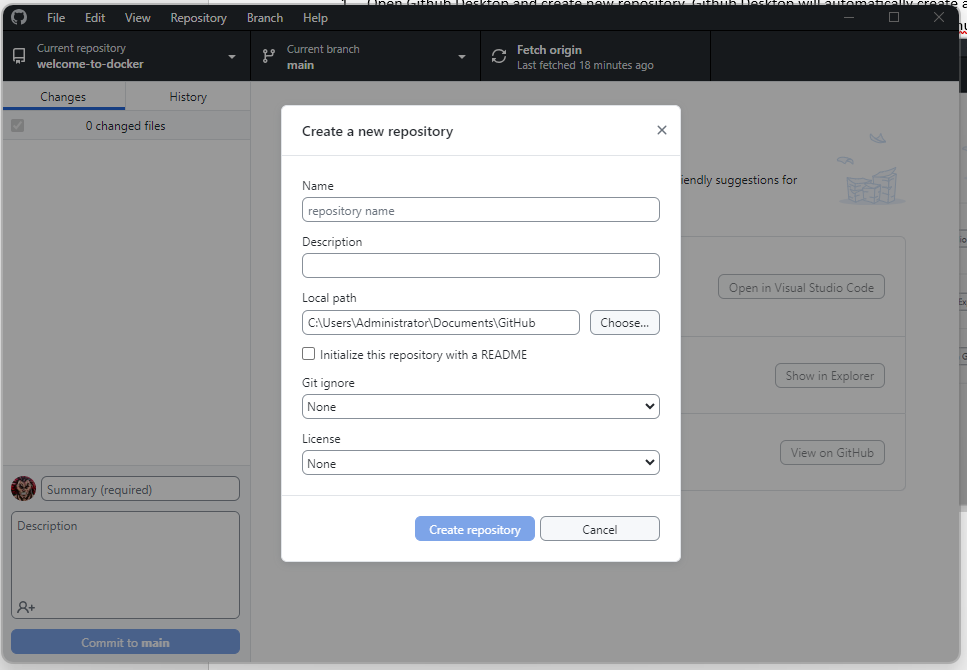 Open Github Desktop and create new repository. Github Desktop will automatically create a
File Edit View Repository Branch Help
Current repository
welcome-to-docker
Current branch
main
Fetch origin
Last fetched 18 minutes ago
Changes History
0 changed files
Create a new repository
iendly suggestions for
Name
repository name
Description
Open in Visual Studio Code
Local path
C:\Users\Administrator\Documents\GitHub
Choose...
Initialize this repository with a README
Git ignore
None
Show in Explorer
License
None
View on GitHub
Summary (required)
Description
Create repository
Cancel
Commit to main